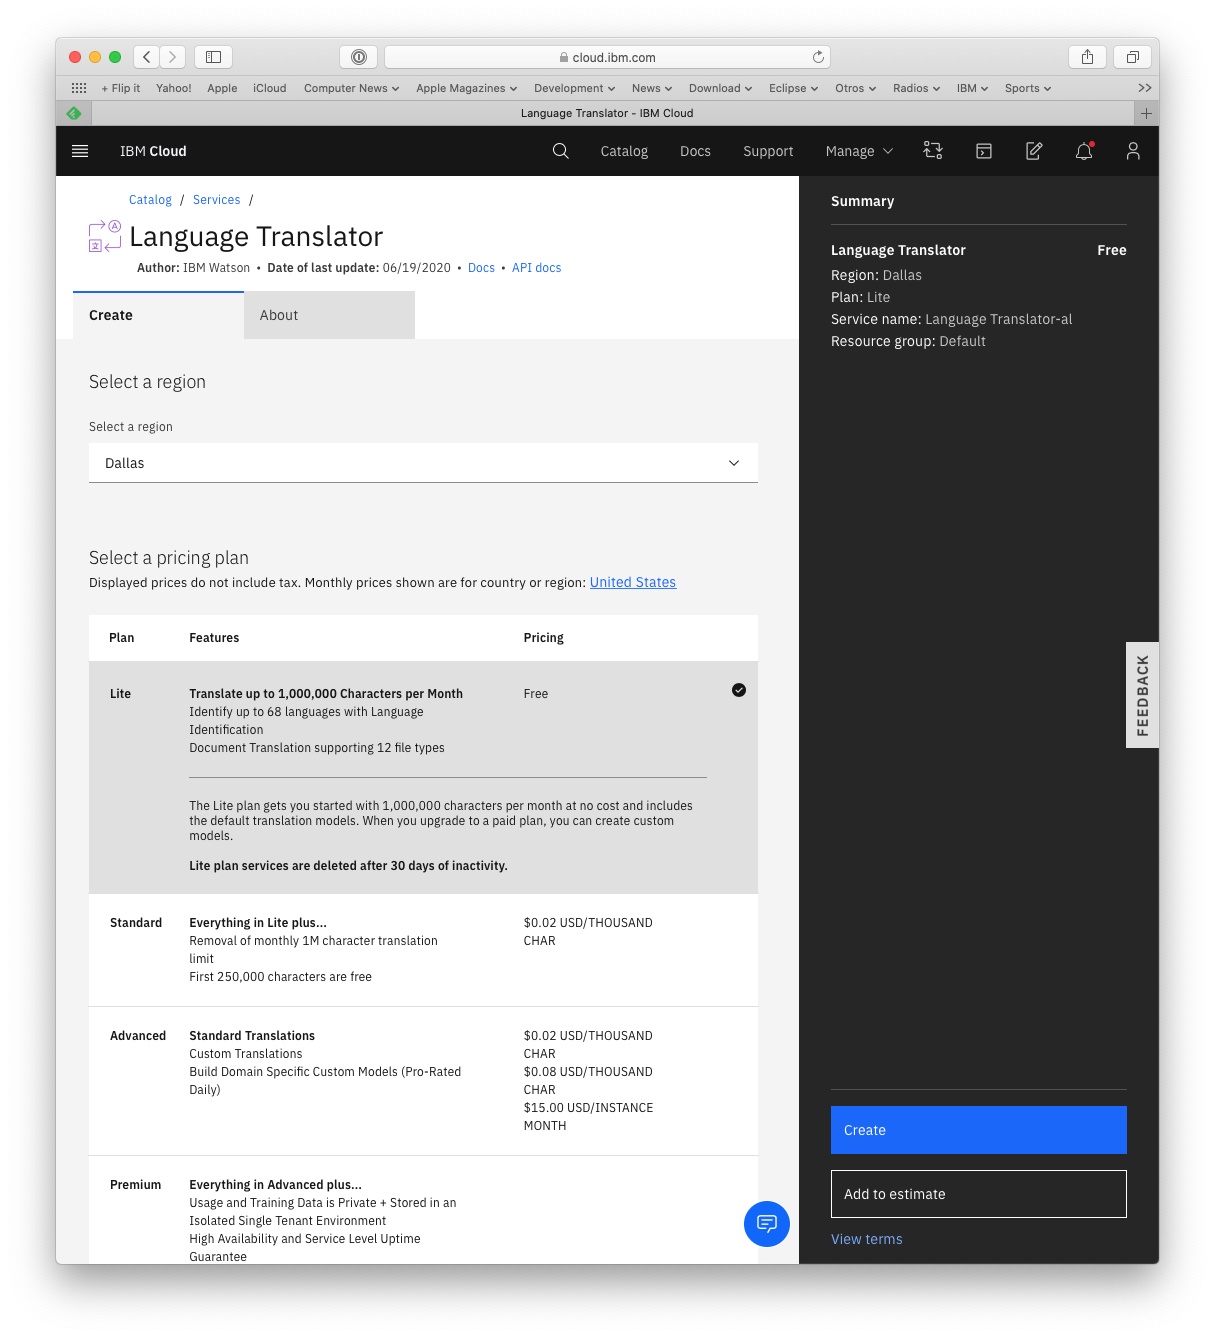 cloud.ibm.com
+ Flip it Yahoo! Apple iCloud Computer News Apple Magazines Development News Download Eclipse Otros Radios IBM Sports
Language Translator - IBM Cloud
IBM Cloud Catalog Docs Support Manage
Catalog / Services /
Language Translator
Author: IBM Watson • Date of last update: 06/19/2020 • Docs • API docs
Create About
Select a region
Select a region
Dallas
Select a pricing plan
Displayed prices do not include tax. Monthly prices shown are for country or region: United States
Plan Features Pricing
Lite Translate up to 1,000,000 Characters per Month Free
Identify up to 68 languages with Language
Identification
Document Translation supporting 12 file types
The Lite plan gets you started with 1,000,000 characters per month at no cost and includes
the default translation models. When you upgrade to a paid plan, you can create custom
models.
Lite plan services are deleted after 30 days of inactivity.
Standard Everything in Lite plus... $0.02 USD/THOUSAND
Removal of monthly 1M character translation CHAR
limit
First 250,000 characters are free
Advanced Standard Translations $0.02 USD/THOUSAND
Custom Translations CHAR
Build Domain Specific Custom Models (Pro-Rated $0.08 USD/THOUSAND
Daily) CHAR
$15.00 USD/INSTANCE
MONTH
Premium Everything in Advanced plus...
Usage and Training Data is Private + Stored in an
Isolated Single Tenant Environment
High Availability and Service Level Uptime
Guarantee
Summary
Language Translator Free
Region: Dallas
Plan: Lite
Service name: Language Translator-al
Resource group: Default
FEEDBACK
Create
Add to estimate
View terms